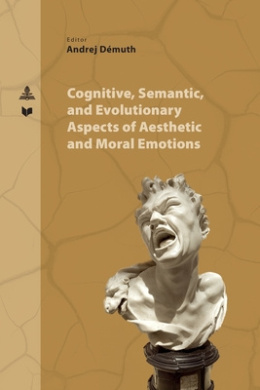 Editor
Andrej Démuth
Cognitive, Semantic,
and Evolutionary
Aspects of Aesthetic
and Moral Emotions